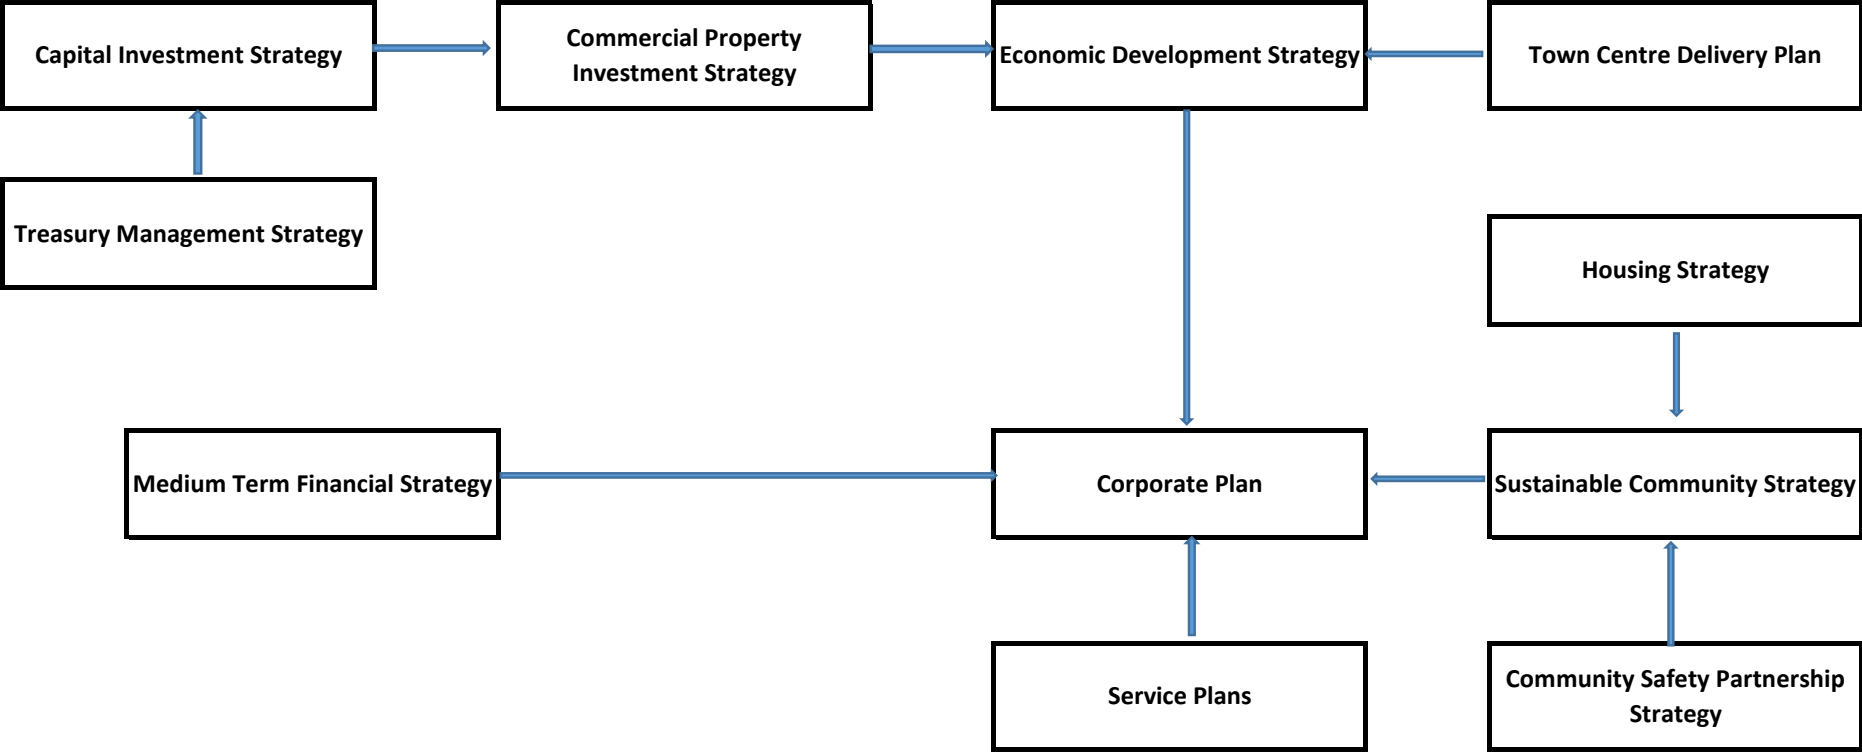 Capital Investment Strategy
Commercial Property
Investment Strategy
Economic Development Strategy
Town Centre Delivery Plan
Treasury Management Strategy
Housing Strategy
Medium Term Financial Strategy
Corporate Plan
Sustainable Community Strategy
Service Plans
Community Safety Partnership
Strategy